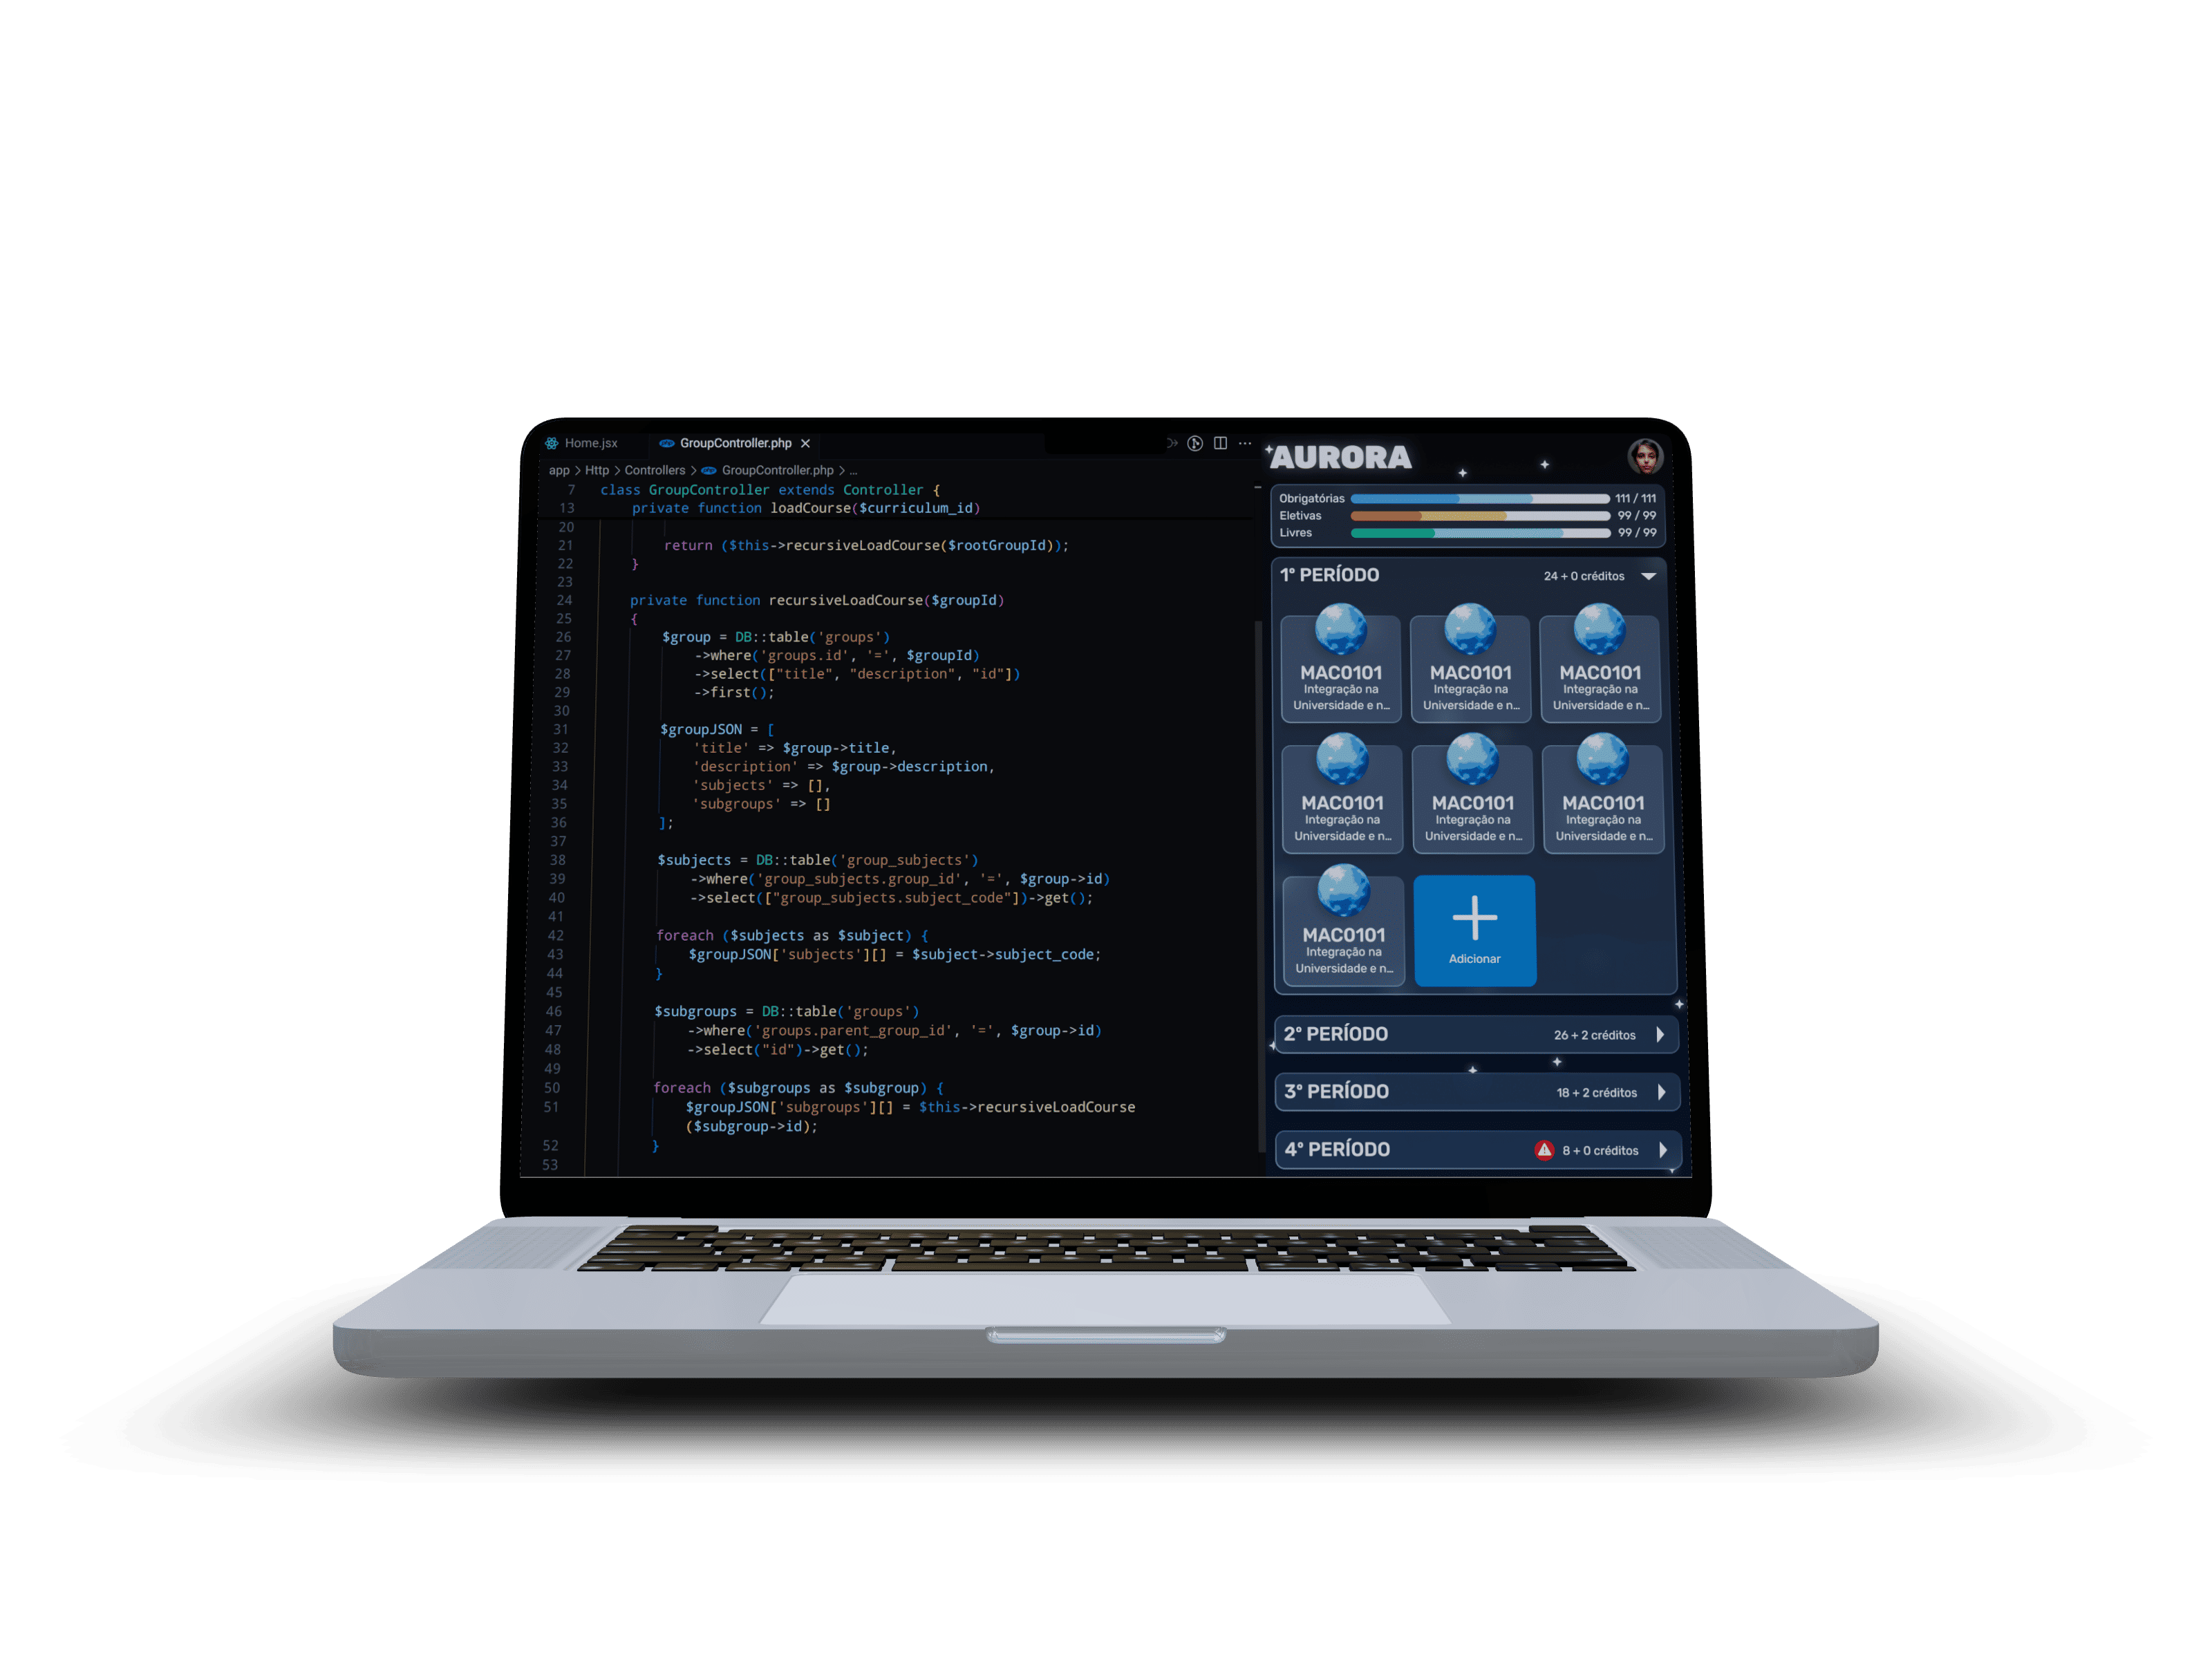 Home.jsx
GroupController.php
app > Http > Controllers > GroupController.php > ...
7 class GroupController extends Controller {
13 private function loadCourse($curriculum_id)
20
21 return ($this->recursiveLoadCourse($rootGroupId));
22 }
23
24 private function recursiveLoadCourse($groupId)
25 {
26 $group = DB::table('groups')
27 ->where('groups.id', '=', $groupId)
28 ->select(["title", "description", "id"])
29 ->first();
30
31 $groupJSON = [
32 'title' => $group->title,
33 'description' => $group->description,
34 'subjects' => [],
35 'subgroups' => []
36 ];
37
38 $subjects = DB::table('group_subjects')
39 ->where('group_subjects.group_id', '=', $group->id)
40 ->select(["group_subjects.subject_code"])->get();
41
42 foreach ($subjects as $subject) {
43 $groupJSON['subjects'][] = $subject->subject_code;
44 }
45
46 $subgroups = DB::table('groups')
47 ->where('groups.parent_group_id', '=', $group->id)
48 ->select("id")->get();
49
50 foreach ($subgroups as $subgroup) {
51 $groupJSON['subgroups'][] = $this->recursiveLoadCourse
($subgroup->id);
52 }
53
AURORA
Obrigatórias 111 / 111
Eletivas 99 / 99
Livres 99 / 99
1° PERÍODO 24 + 0 créditos
MAC0101
Integração na
Universidade e n...
MAC0101
Integração na
Universidade e n...
MAC0101
Integração na
Universidade e n...
MAC0101
Integração na
Universidade e n...
MAC0101
Integração na
Universidade e n...
MAC0101
Integração na
Universidade e n...
MAC0101
Integração na
Universidade e n...
Adicionar
2° PERÍODO 26 + 2 créditos
3° PERÍODO 18 + 2 créditos
4° PERÍODO 8 + 0 créditos